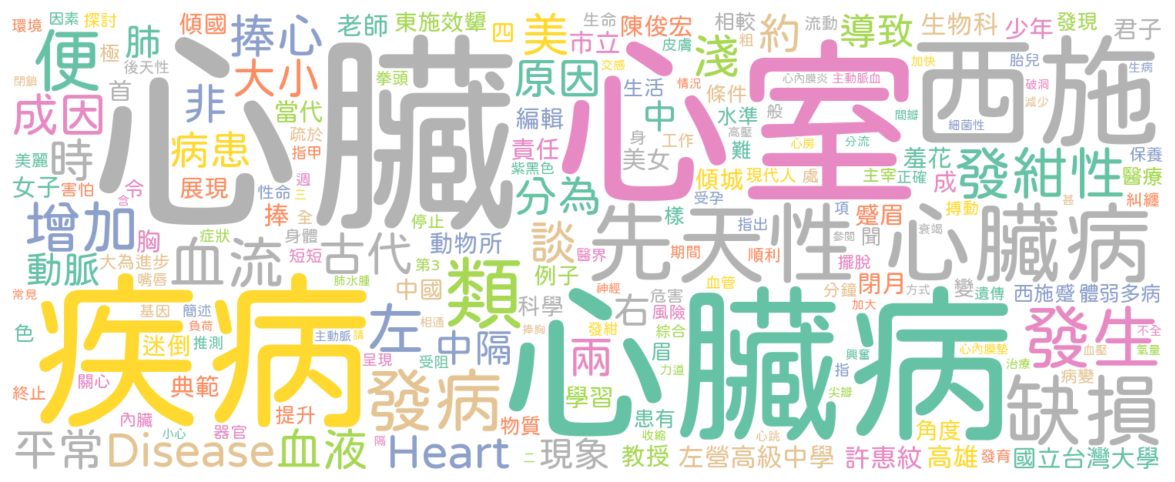 環境 因素 探討 傾國 捧心 老師 東施效顰 四 美 生命 陳俊宏 相較 粗 流動 生物科 少年 發現 君子
便 極 肺 後天性 拳頭 市立 皮膚 約 導致
閉鎖 大小 原因 交感 淺 情況 心內膜炎 主動脈血 加快 胎兒 破洞 生病
成因 首 非 當代 心臟 編輯 生活 中 條件 水準 般 高壓 心室 間瓣 減少 西施
時 病患 疏於 指甲 責任 身 工作 難 心房 分流 細菌性
美麗 展現 紫黑色 美女 羞花 發紺性 保養
女子 害怕 令 性命 週 三 分為 傾城 現代人 處 主宰 正確 成 醫療
含 捧 全 停止 受孕 樣 項 蹙眉 搏動 甚 糾纏
增加 胸 症狀 身體 動物所 談 指出 先天性 參閱 聞 衰竭 心臟病
動脈 大為進步 血流 短短 古代 醫界 期間 順利 擺脫
嘴唇 肺水腫 第3 類 例子 神經 血管 分鐘 閉月 變 遺傳 西施蹙 體弱多病
常見 基因 簡述 中國 科學 右 危害 風險 加大 方式
色 疾病 負荷 主動脈 相通 左 捧胸 發紺 綜合 心臟病 發生 不全
迷倒 推測 請 中隔 兩 眉 興奮 指 心內膜墊 血壓 氧量
關心 呈現 受阻 力道 治療 病變
終止 典範 發病 學習 尖瓣 缺損
內臟 提升 物質 患有 收縮 角度
小心 器官 隔 二 心跳
平常 Disease 血液 Heart 現象 教授 左營高級中學 許惠紋 高雄 發育 國立台灣大學